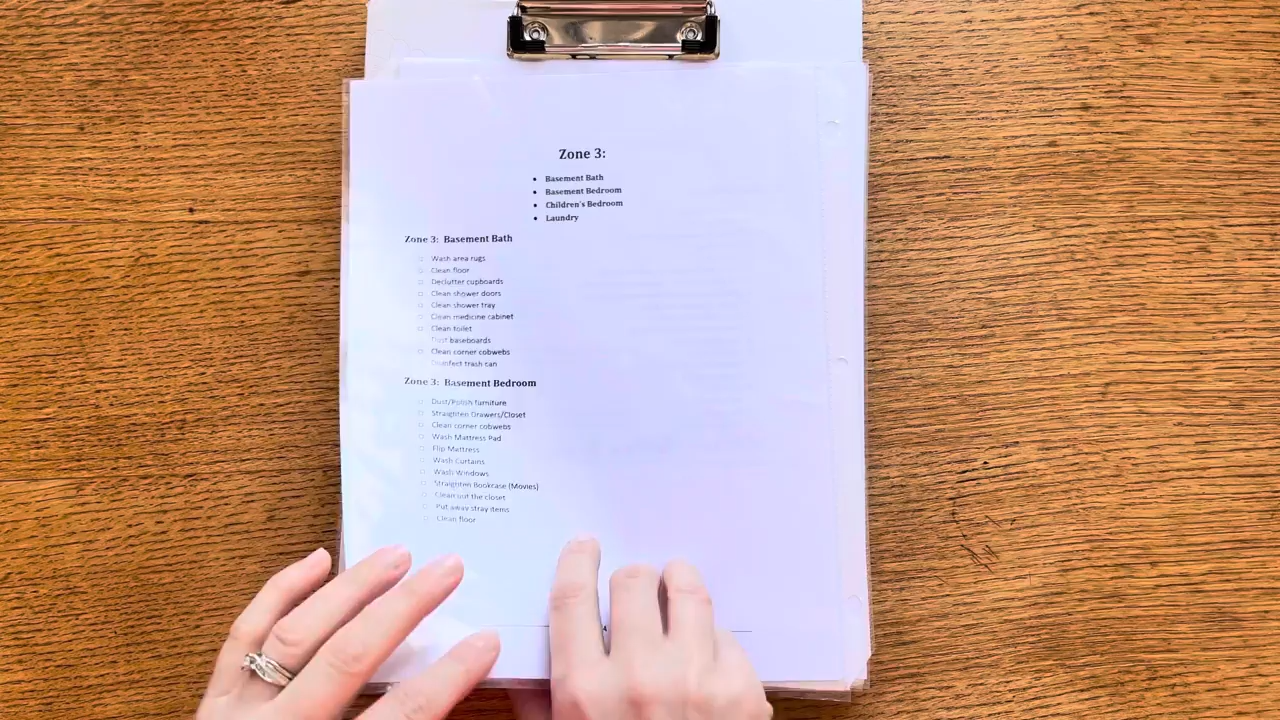 Zone 3:
• Basement Bath
• Basement Bedroom
• Children's Bedroom
• Laundry
Zone 3: Basement Bath
□ Wash area rugs
□ Clean floor
□ Declutter cupboards
□ Clean shower doors
□ Clean shower tray
□ Clean medicine cabinet
□ Clean toilet
Dust baseboards
□ Clean corner cobwebs
Disinfect trash can
Zone 3: Basement Bedroom
□ Dust/Polish furniture
□ Straighten Drawers/Closet
□ Clean corner cobwebs
□ Wash Mattress Pad
□ Flip Mattress
□ Wash Curtains
□ Wash Windows
□ Straighten Bookcase (Movies)
□ Clean out the closet
□ Put away stray items
□ Clean floor
4